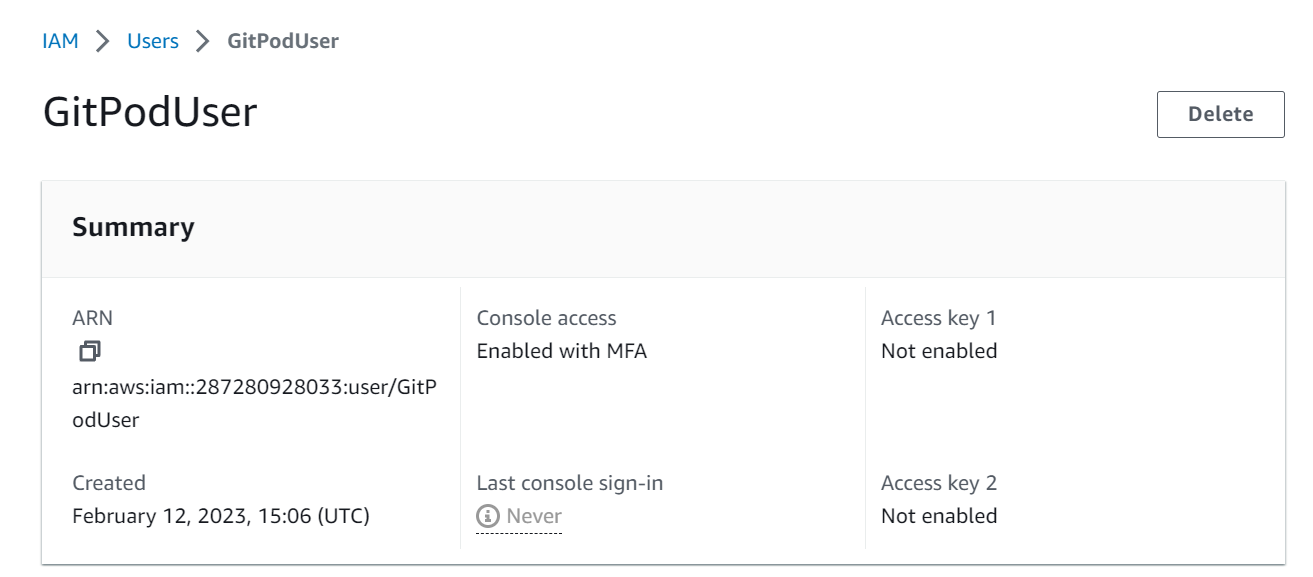 IAM > Users > GitPodUser
GitPodUser
Delete
Summary
ARN
arn:aws:iam::287280928033:user/GitP
odUser
Console access
Enabled with MFA
Access key 1
Not enabled
Created
February 12, 2023, 15:06 (UTC)
Last console sign-in
Never
Access key 2
Not enabled